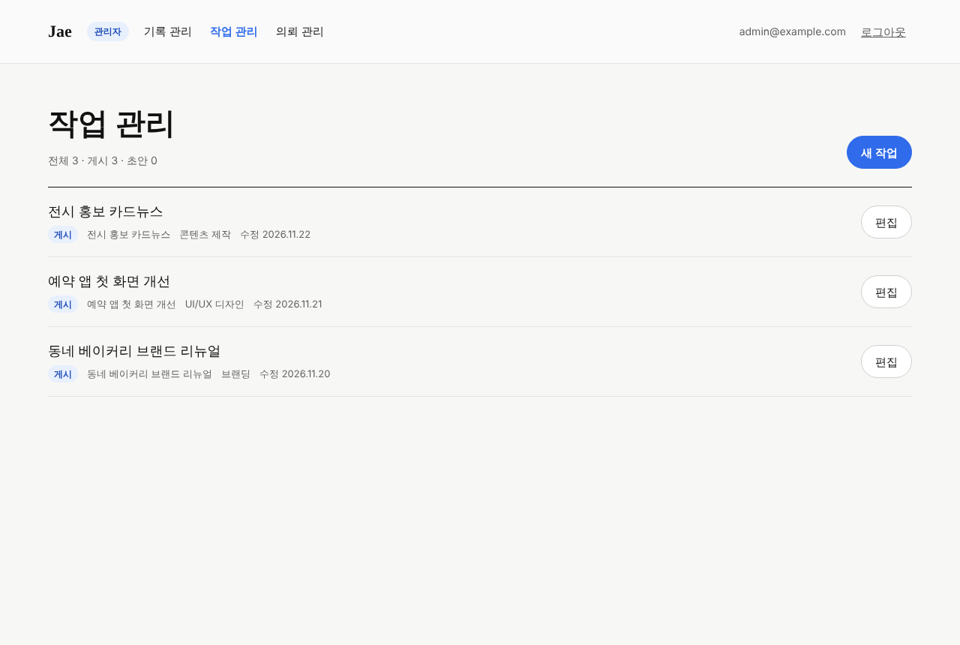 Jae 관리자 기록 관리 작업 관리 의뢰 관리 admin@example.com 로그아웃
작업 관리
전체 3 · 게시 3 · 초안 0
새 작업
전시 홍보 카드뉴스
게시 전시 홍보 카드뉴스 콘텐츠 제작 수정 2026.11.22
편집
예약 앱 첫 화면 개선
게시 예약 앱 첫 화면 개선 UI/UX 디자인 수정 2026.11.21
편집
동네 베이커리 브랜드 리뉴얼
게시 동네 베이커리 브랜드 리뉴얼 브랜딩 수정 2026.11.20
편집